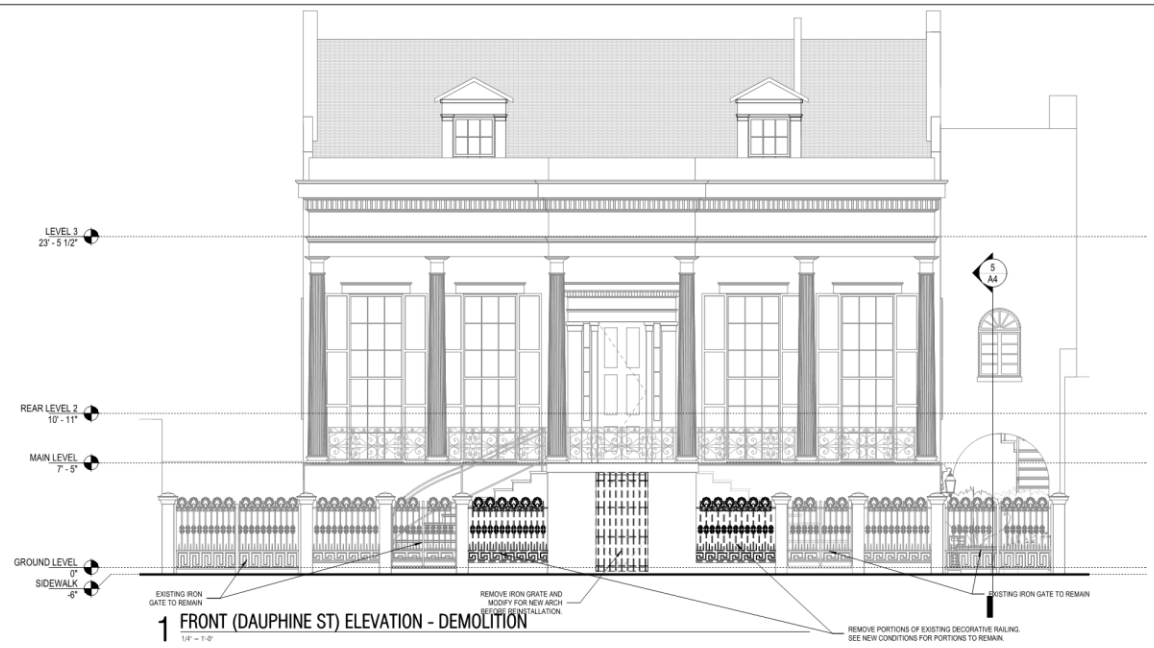 LEVEL 3
23' - 5 1/2"
5
A4
REAR LEVEL 2
10' - 11"
MAIN LEVEL
7' - 5"
GROUND LEVEL
0"
SIDEWALK
-6"
EXISTING IRON
GATE TO REMAIN
REMOVE IRON GRATE AND
MODIFY FOR NEW ARCH
BEFORE REINSTALLATION.
EXISTING IRON GATE TO REMAIN
REMOVE PORTIONS OF EXISTING DECORATIVE RAILING.
SEE NEW CONDITIONS FOR PORTIONS TO REMAIN.
1 FRONT (DAUPHINE ST) ELEVATION - DEMOLITION
1/4" = 1'-0"